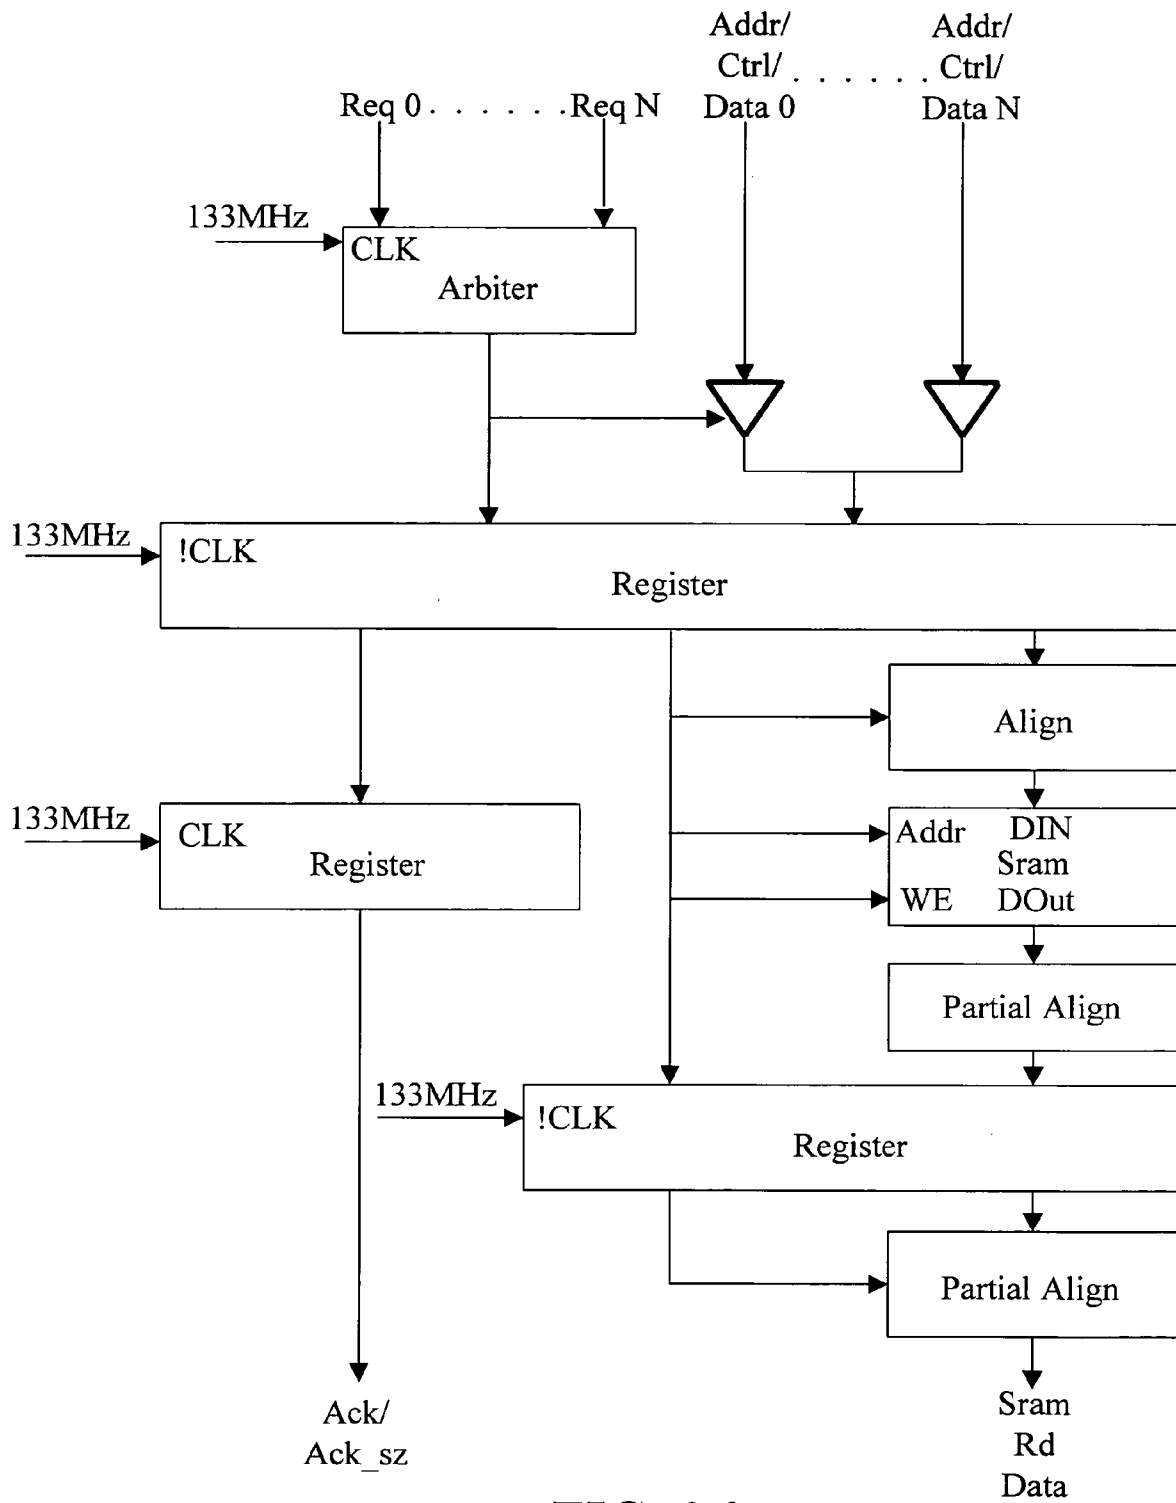 Addr/
Ctrl/
Data 0
. . . . . .
Addr/
Ctrl/
Data N
Req 0 . . . . . . Req N
133MHz
CLK
Arbiter
133MHz
!CLK
Register
Align
133MHz
CLK
Register
Addr DIN
Sram
WE DOut
Partial Align
133MHz
!CLK
Register
Partial Align
Ack/
Ack_sz
Sram
Rd
Data